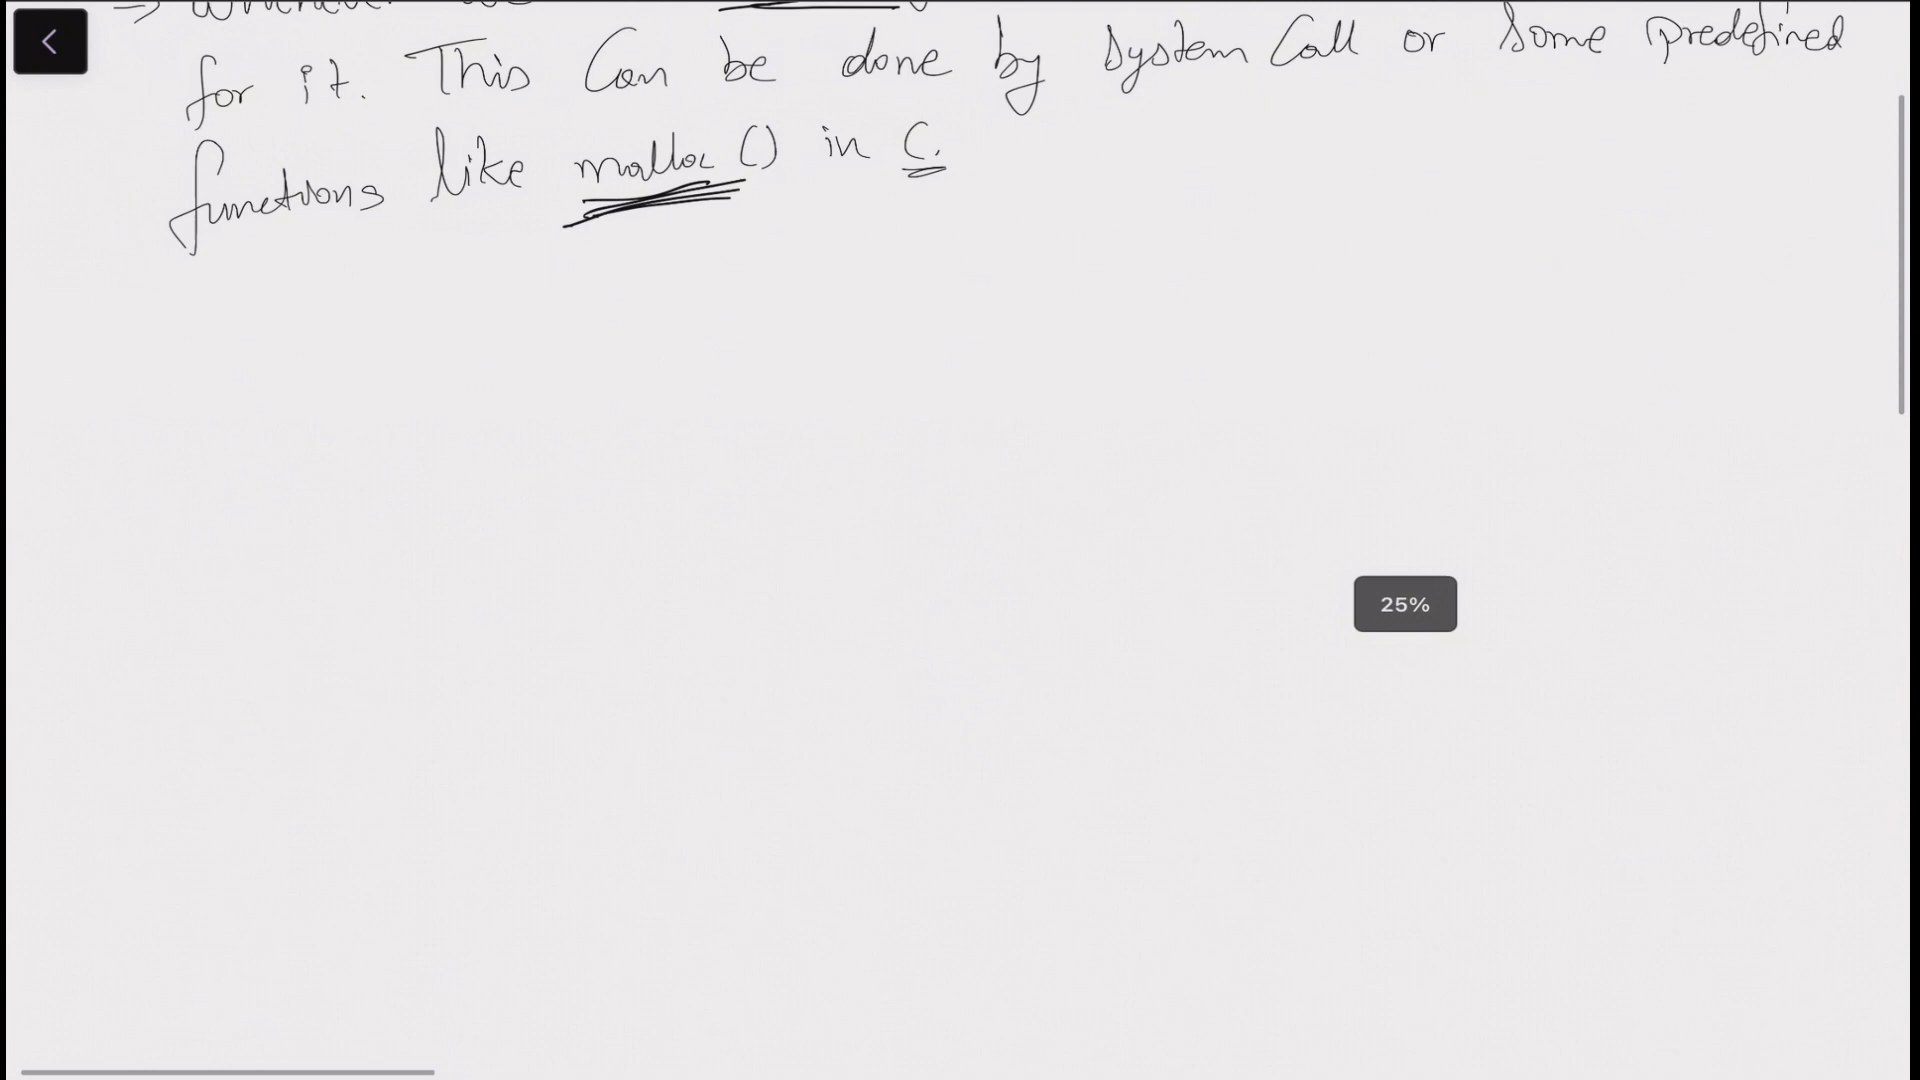 for it. This Can be done by System Call or Some predefined
functions like malloc () in C.
25%